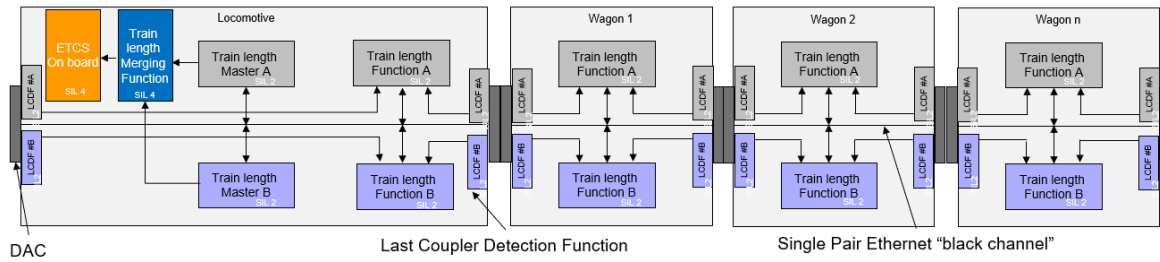 Locomotive
Wagon 1
Wagon 2
Wagon n
ETCS
On board
SIL 4
Train
length
Merging
Function
SIL 4
Train length
Master A
SIL 2
Train length
Function A
SIL 2
Train length
Function A
SIL 2
Train length
Function A
SIL 2
Train length
Function A
SIL 2
LCDF #A
LCDF #A
LCDF #A
LCDF #A
LCDF #A
LCDF #A
LCDF #A
LCDF #A
LCDF #B
LCDF #B
LCDF #B
LCDF #B
LCDF #B
LCDF #B
LCDF #B
LCDF #B
Train length
Master B
SIL 2
Train length
Function B
SIL 2
Train length
Function B
SIL 2
Train length
Function B
SIL 2
Train length
Function B
SIL 2
DAC
Last Coupler Detection Function
Single Pair Ethernet “black channel”